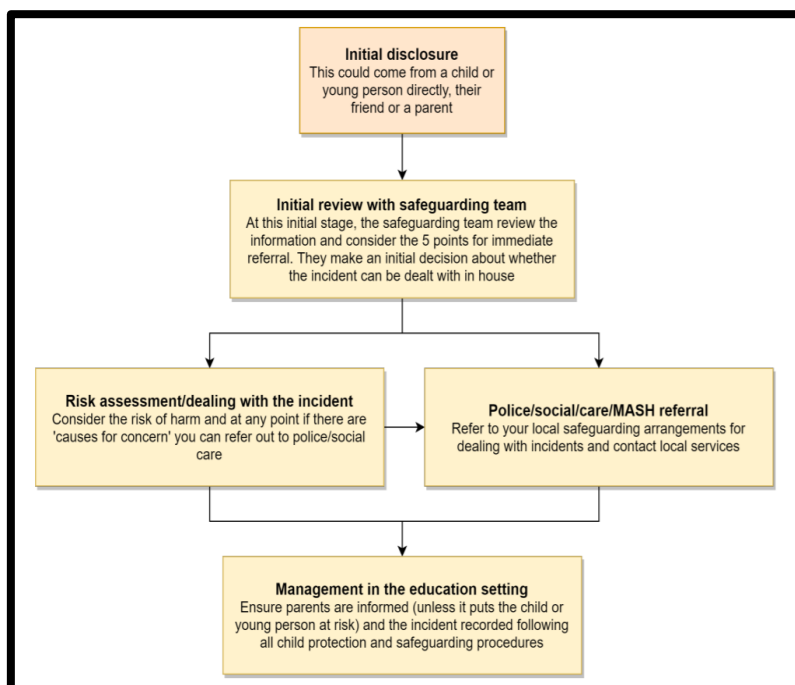 Initial disclosure
This could come from a child or
young person directly, their
friend or a parent
Initial review with safeguarding team
At this initial stage, the safeguarding team review the
information and consider the 5 points for immediate
referral. They make an initial decision about whether
the incident can be dealt with in house
Risk assessment/dealing with the incident
Consider the risk of harm and at any point if there are
'causes for concern' you can refer out to police/social
care
Police/social/care/MASH referral
Refer to your local safeguarding arrangements for
dealing with incidents and contact local services
Management in the education setting
Ensure parents are informed (unless it puts the child or
young person at risk) and the incident recorded following
all child protection and safeguarding procedures